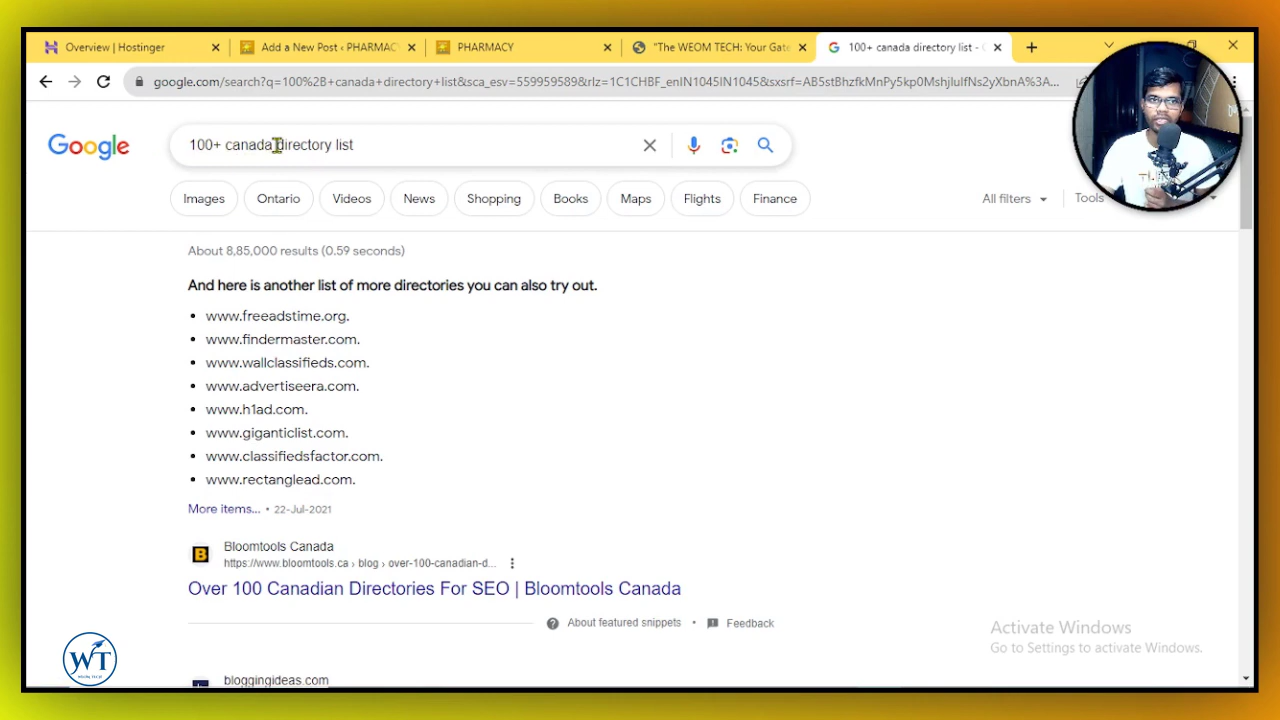 Overview | Hostinger
Add a New Post ‹ PHARMAC
PHARMACY
"The WEOM TECH: Your Gate
100+ canada directory list -
google.com/search?q=100%2B+canada+directory+list&sca_esv=559959589&rlz=1C1CHBF_enIN1045IN1045&sxsrf=AB5stBhzfkMnPy5kp0MshjluIfNs2yXbnA%3A...
Google
100+ canada directory list
Images
Ontario
Videos
News
Shopping
Books
Maps
Flights
Finance
All filters
Tools
About 8,85,000 results (0.59 seconds)
And here is another list of more directories you can also try out.
• www.freeadstime.org.
• www.findermaster.com.
• www.wallclassifieds.com.
• www.advertiseera.com.
• www.h1ad.com.
• www.giganticlist.com.
• www.classifiedsfactor.com.
• www.rectanglead.com.
More items... • 22-Jul-2021
B
Bloomtools Canada
https://www.bloomtools.ca › blog › over-100-canadian-d...
Over 100 Canadian Directories For SEO | Bloomtools Canada
About featured snippets • Feedback
Activate Windows
Go to Settings to activate Windows.
WT
bloggingideas.com